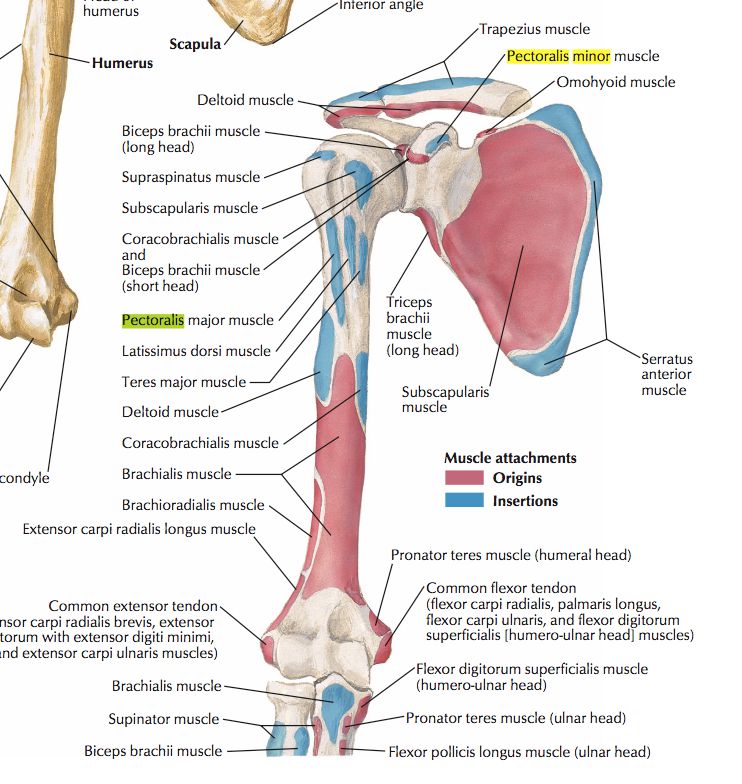 humerus
Inferior angle
Scapula
Humerus
Trapezius muscle
Pectoralis minor muscle
Omohyoid muscle
Deltoid muscle
Biceps brachii muscle
(long head)
Supraspinatus muscle
Subscapularis muscle
Coracobrachialis muscle
and
Biceps brachii muscle
(short head)
Pectoralis major muscle
Latissimus dorsi muscle
Teres major muscle
Deltoid muscle
Coracobrachialis muscle
Brachialis muscle
Brachioradialis muscle
Extensor carpi radialis longus muscle
Triceps
brachii
muscle
(long head)
Subscapularis
muscle
Serratus
anterior
muscle
condyle
Muscle attachments
Origins
Insertions
Pronator teres muscle (humeral head)
Common extensor tendon
nsor carpi radialis brevis, extensor
torum with extensor digiti minimi,
nd extensor carpi ulnaris muscles)
Common flexor tendon
(flexor carpi radialis, palmaris longus,
flexor carpi ulnaris, and flexor digitorum
superficialis [humero-ulnar head] muscles)
Brachialis muscle
Supinator muscle
Biceps brachii muscle
Flexor digitorum superficialis muscle
(humero-ulnar head)
Pronator teres muscle (ulnar head)
Flexor pollicis longus muscle (ulnar head)